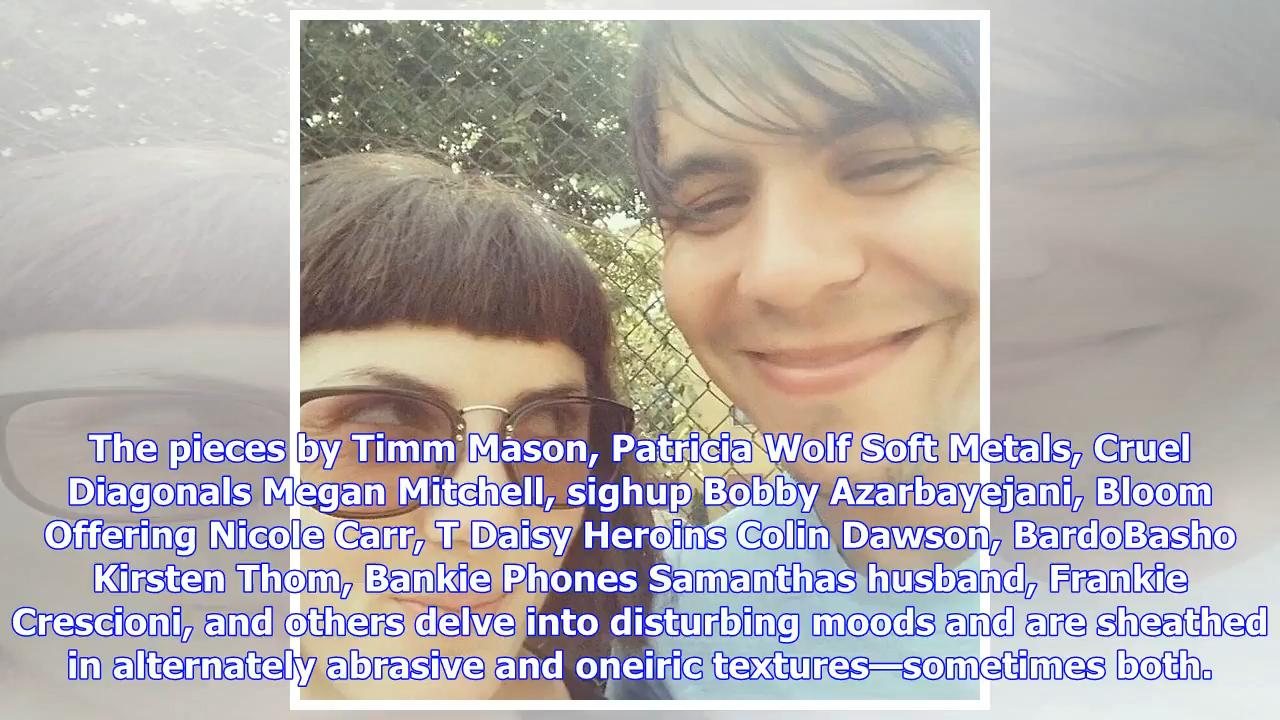 The pieces by Timm Mason, Patricia Wolf Soft Metals, Cruel
Diagonals Megan Mitchell, sighup Bobby Azarbayejani, Bloom
Offering Nicole Carr, T Daisy Heroins Colin Dawson, BardoBasho
Kirsten Thom, Bankie Phones Samanthas husband, Frankie
Crescioni, and others delve into disturbing moods and are sheathed
in alternately abrasive and oneiric textures—sometimes both.